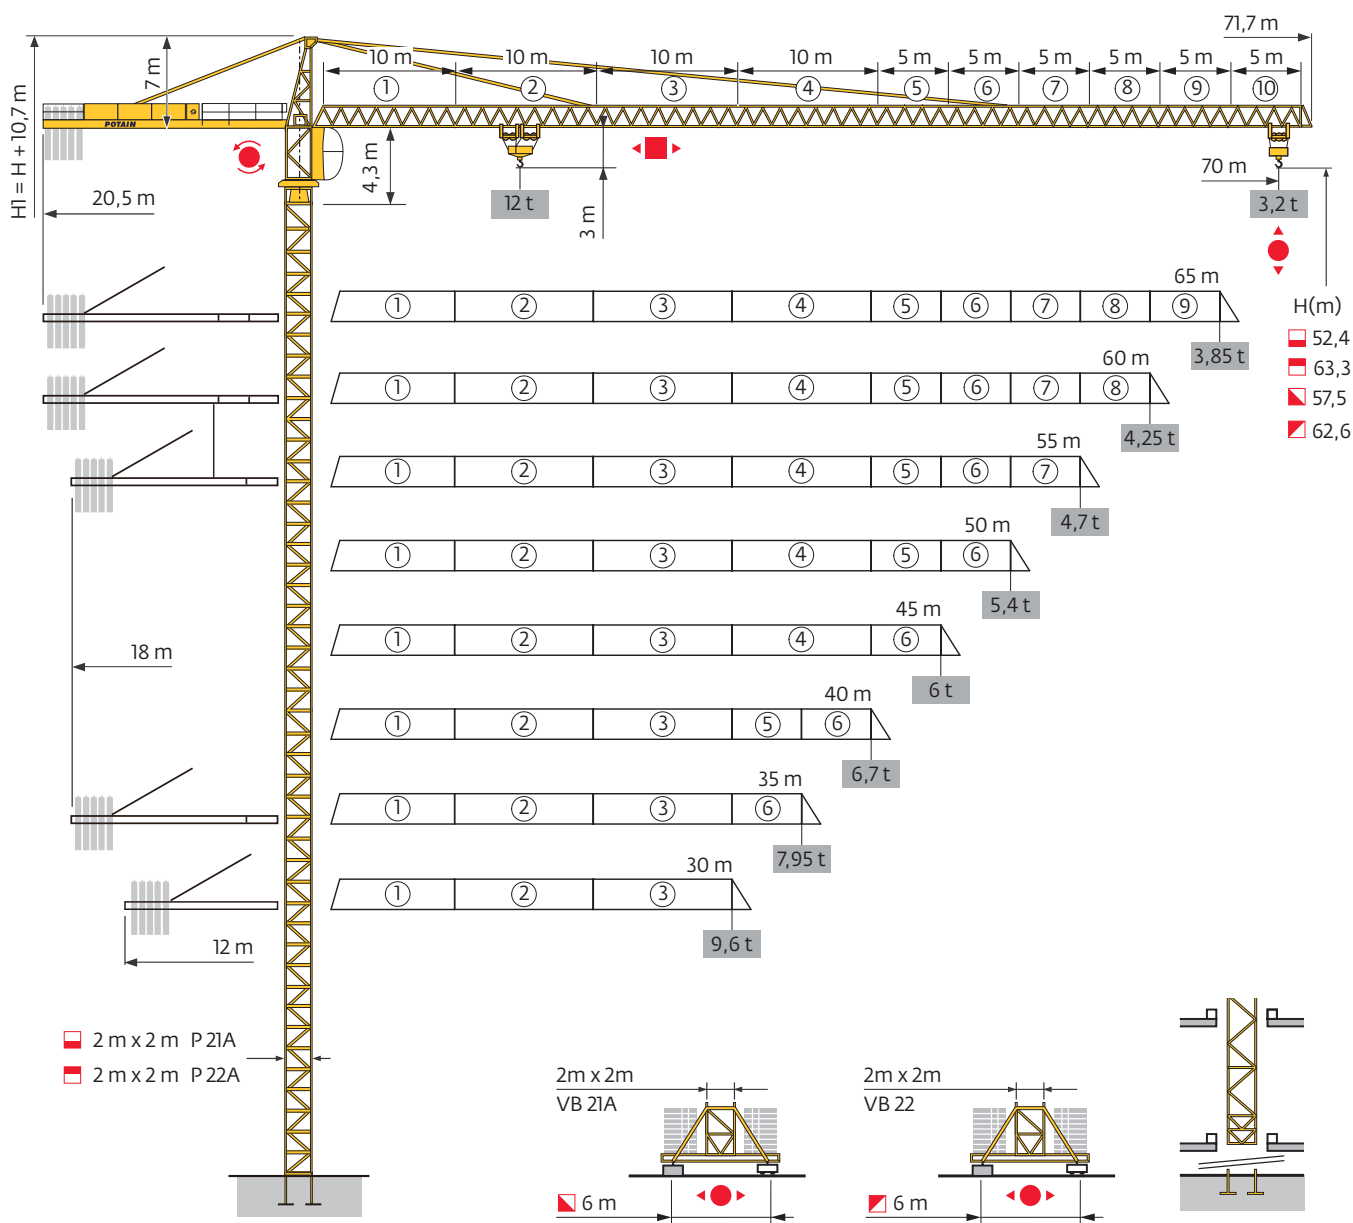 71,7 m
10 m 10 m 10 m 10 m 5 m 5 m 5 m 5 m 5 m 5 m
1 2 3 4 5 6 7 8 9 10
7 m
H1 = H + 10,7 m
POTAIN
4,3 m
3 m
20,5 m
12 t
70 m
3,2 t
65 m
1 2 3 4 5 6 7 8 9
3,85 t
H(m)
52,4
63,3
57,5
62,6
60 m
1 2 3 4 5 6 7 8
4,25 t
55 m
1 2 3 4 5 6 7
4,7 t
50 m
1 2 3 4 5 6
5,4 t
45 m
1 2 3 4 6
6 t
18 m
40 m
1 2 3 5 6
6,7 t
35 m
1 2 3 6
7,95 t
30 m
1 2 3
9,6 t
12 m
2 m x 2 m P 21A
2 m x 2 m P 22A
2m x 2m
VB 21A
6 m
2m x 2m
VB 22
6 m